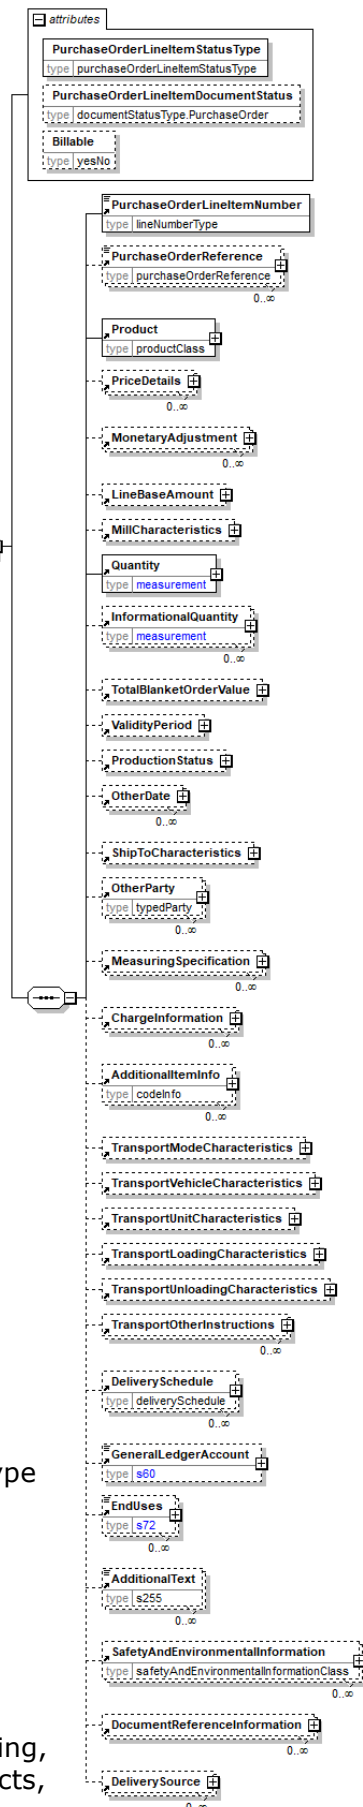 attributes
PurchaseOrderLineItemStatusType
type purchaseOrderLineItemStatusType
PurchaseOrderLineItemDocumentStatus
type documentStatusType.PurchaseOrder
Billable
type yesNo
PurchaseOrderLineItemNumber
type lineNumberType
PurchaseOrderReference
type purchaseOrderReference
0..∞
Product
type productClass
PriceDetails
0..∞
MonetaryAdjustment
0..∞
LineBaseAmount
MillCharacteristics
Quantity
type measurement
InformationalQuantity
type measurement
0..∞
TotalBlanketOrderValue
ValidityPeriod
ProductionStatus
OtherDate
0..∞
ShipToCharacteristics
OtherParty
type typedParty
0..∞
MeasuringSpecification
0..∞
ChargeInformation
0..∞
AdditionalItemInfo
type codeInfo
0..∞
TransportModeCharacteristics
TransportVehicleCharacteristics
TransportUnitCharacteristics
TransportLoadingCharacteristics
TransportUnloadingCharacteristics
TransportOtherInstructions
0..∞
DeliverySchedule
type deliverySchedule
0..∞
GeneralLedgerAccount
type s60
ype
EndUses
type s72
0..∞
AdditionalText
type s255
0..∞
SafetyAndEnvironmentalInformation
type safetyAndEnvironmentalInformationClass
0..∞
DocumentReferenceInformation
ing,
0..∞
cts,
DeliverySource
0..∞